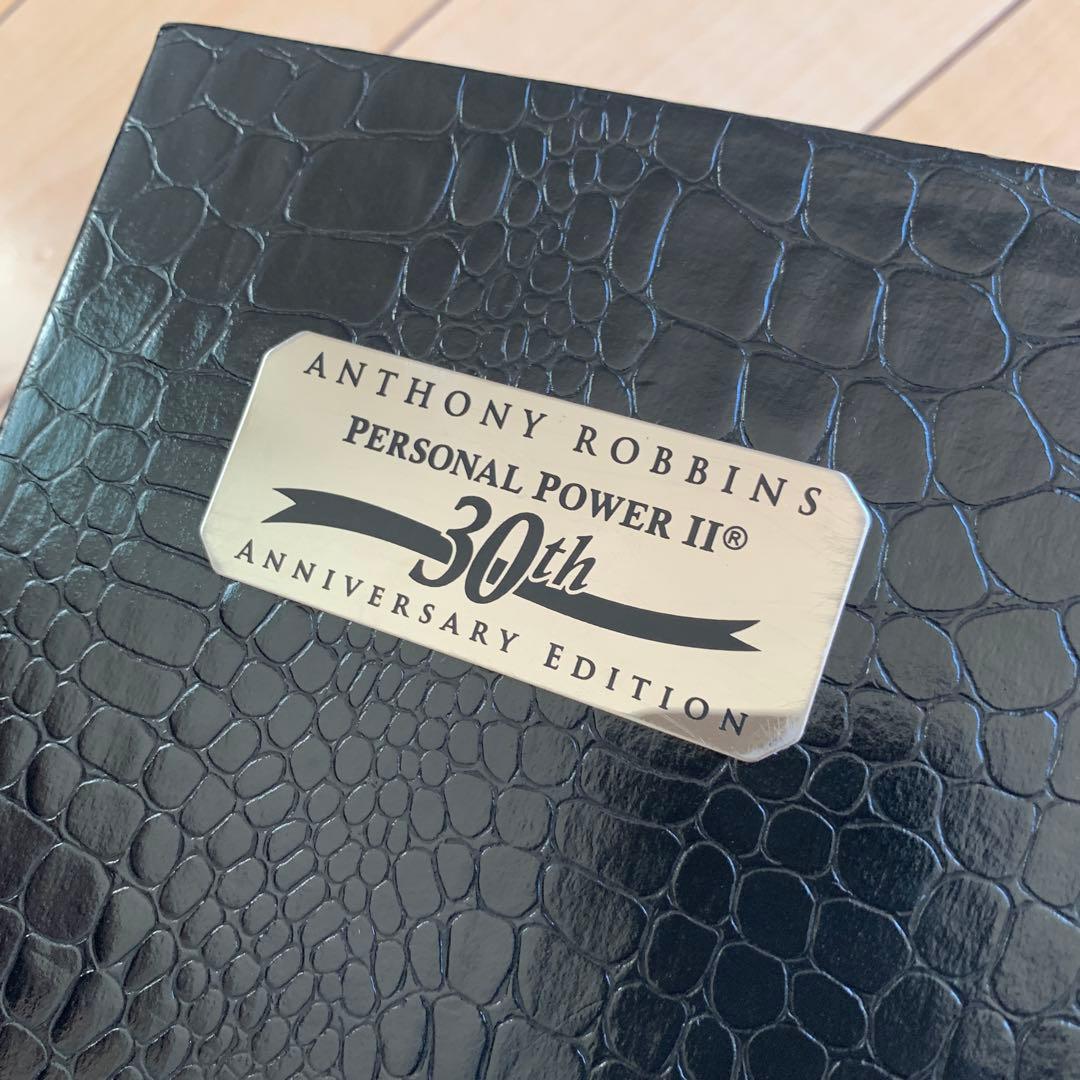 ANTHONY ROBBINS
PERSONAL POWER II®
30th
ANNIVERSARY EDITION